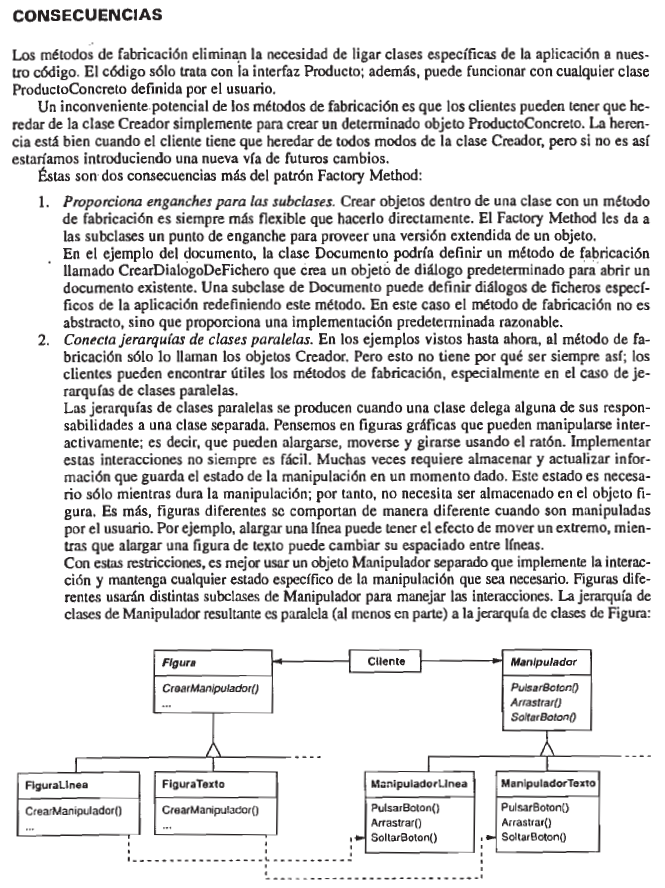 CONSECUENCIAS
Los métodos de fabricación eliminan la necesidad de ligar clases específicas de la aplicación a nues-
tro código. El código sólo trata con la interfaz Producto; además, puede funcionar con cualquier clase
ProductoConcreto definida por el usuario.
Un inconveniente potencial de los métodos de fabricación es que los clientes pueden tener que he-
redar de la clase Creador simplemente para crear un determinado objeto ProductoConcreto. La heren-
cia está bien cuando el cliente tiene que heredar de todos modos de la clase Creador, pero si no es así
estaríamos introduciendo una nueva vía de futuros cambios.
Éstas son dos consecuencias más del patrón Factory Method:
1. Proporciona enganches para las subclases. Crear objetos dentro de una clase con un método
de fabricación es siempre más flexible que hacerlo directamente. El Factory Method les da a
las subclases un punto de enganche para proveer una versión extendida de un objeto.
En el ejemplo del documento, la clase Documento podría definir un método de fabricación
llamado CrearDialogoDeFichero que crea un objeto de diálogo predeterminado para abrir un
documento existente. Una subclase de Documento puede definir diálogos de ficheros especí-
ficos de la aplicación redefiniendo este método. En este caso el método de fabricación no es
abstracto, sino que proporciona una implementación predeterminada razonable.
2. Conecta jerarquías de clases paralelas. En los ejemplos vistos hasta ahora, al método de fa-
bricación sólo lo llaman los objetos Creador. Pero esto no tiene por qué ser siempre así; los
clientes pueden encontrar útiles los métodos de fabricación, especialmente en el caso de je-
rarquías de clases paralelas.
Las jerarquías de clases paralelas se producen cuando una clase delega alguna de sus respon-
sabilidades a una clase separada. Pensemos en figuras gráficas que pueden manipularse inter-
activamente; es decir, que pueden alargarse, moverse y girarse usando el ratón. Implementar
estas interacciones no siempre es fácil. Muchas veces requiere almacenar y actualizar infor-
mación que guarda el estado de la manipulación en un momento dado. Este estado es necesa-
rio sólo mientras dura la manipulación; por tanto, no necesita ser almacenado en el objeto fi-
gura. Es más, figuras diferentes se comportan de manera diferente cuando son manipuladas
por el usuario. Por ejemplo, alargar una línea puede tener el efecto de mover un extremo, mien-
tras que alargar una figura de texto puede cambiar su espaciado entre líneas.
Con estas restricciones, es mejor usar un objeto Manipulador separado que implemente la interac-
ción y mantenga cualquier estado específico de la manipulación que sea necesario. Figuras dife-
rentes usarán distintas subclases de Manipulador para manejar las interacciones. La jerarquía de
clases de Manipulador resultante es paralela (al menos en parte) a la jerarquía de clases de Figura:
Figura
CrearManipulador()
...
Cliente
Manipulador
PulsarBoton()
Arrastrar()
SoltarBoton()
FiguraLinea
CrearManipulador()
...
FiguraTexto
CrearManipulador()
...
ManipuladorLinea
PulsarBoton()
Arrastrar()
SoltarBoton()
ManipuladorTexto
PulsarBoton()
Arrastrar()
SoltarBoton()